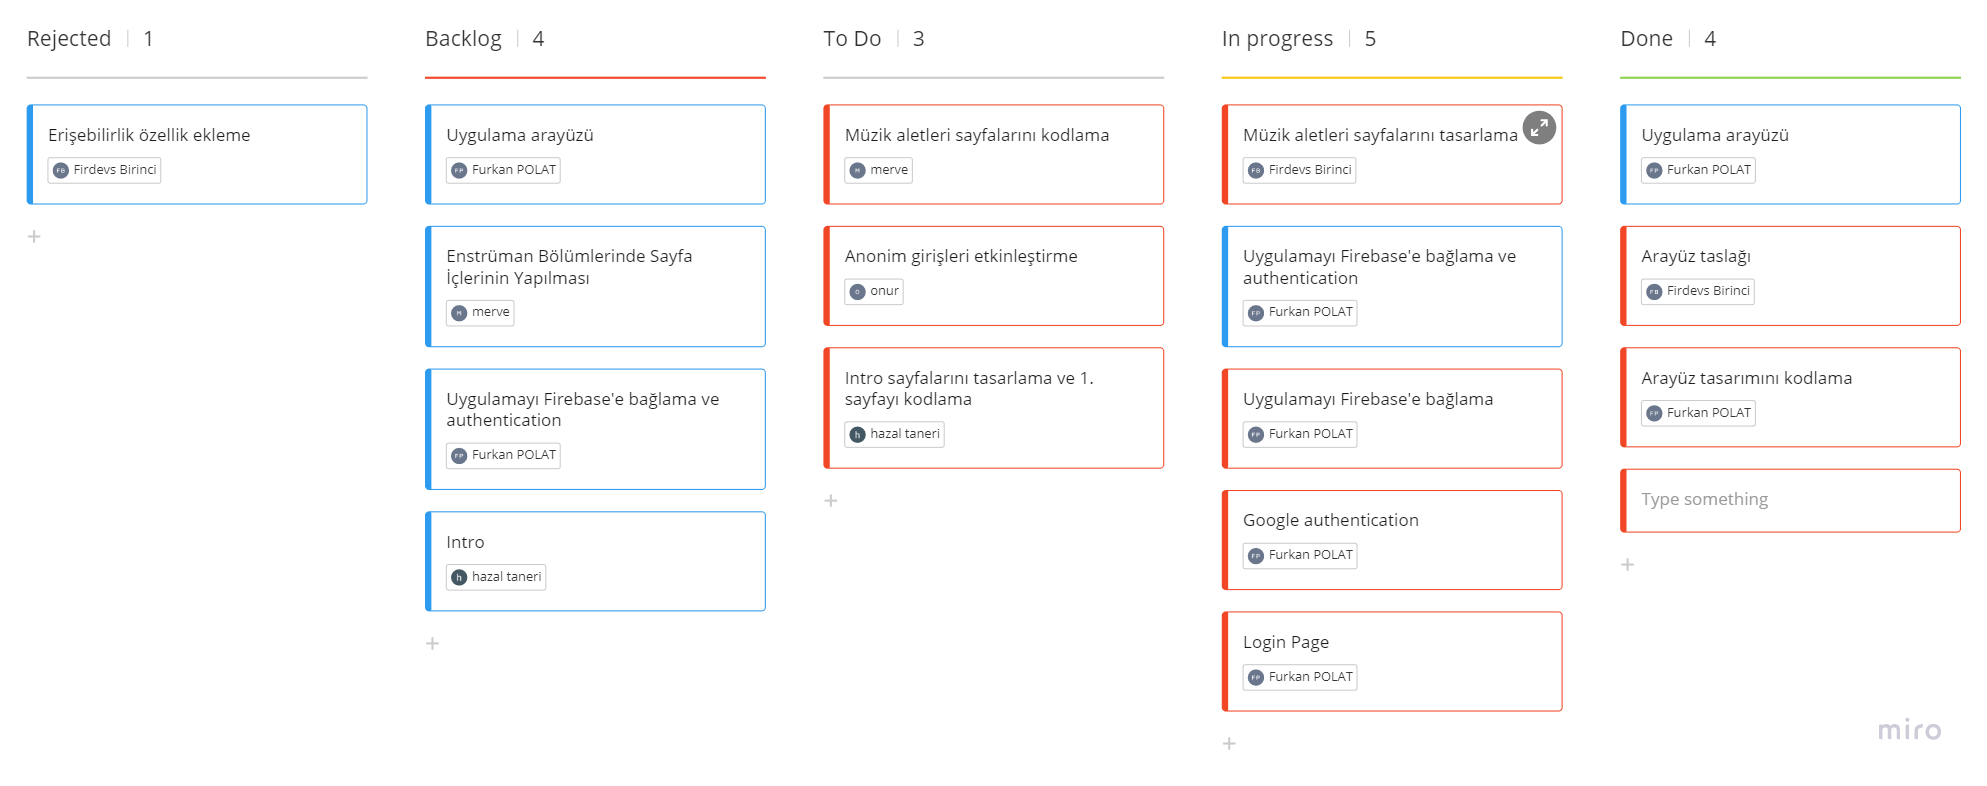 Rejected | 1
Erişebilirlik özellik ekleme
FB Firdevs Birinci
+
Backlog | 4
Uygulama arayüzü
FP Furkan POLAT
Enstrüman Bölümlerinde Sayfa
İçlerinin Yapılması
M merve
Uygulamayı Firebase'e bağlama ve
authentication
FP Furkan POLAT
Intro
h hazal taneri
+
To Do | 3
Müzik aletleri sayfalarını kodlama
M merve
Anonim girişleri etkinleştirme
O onur
Intro sayfalarını tasarlama ve 1.
sayfayı kodlama
h hazal taneri
+
In progress | 5
Müzik aletleri sayfalarını tasarlama
FB Firdevs Birinci
Uygulamayı Firebase'e bağlama ve
authentication
FP Furkan POLAT
Uygulamayı Firebase'e bağlama
FP Furkan POLAT
Google authentication
FP Furkan POLAT
Login Page
FP Furkan POLAT
+
Done | 4
Uygulama arayüzü
FP Furkan POLAT
Arayüz taslağı
FB Firdevs Birinci
Arayüz tasarımını kodlama
FP Furkan POLAT
Type something
+
miro